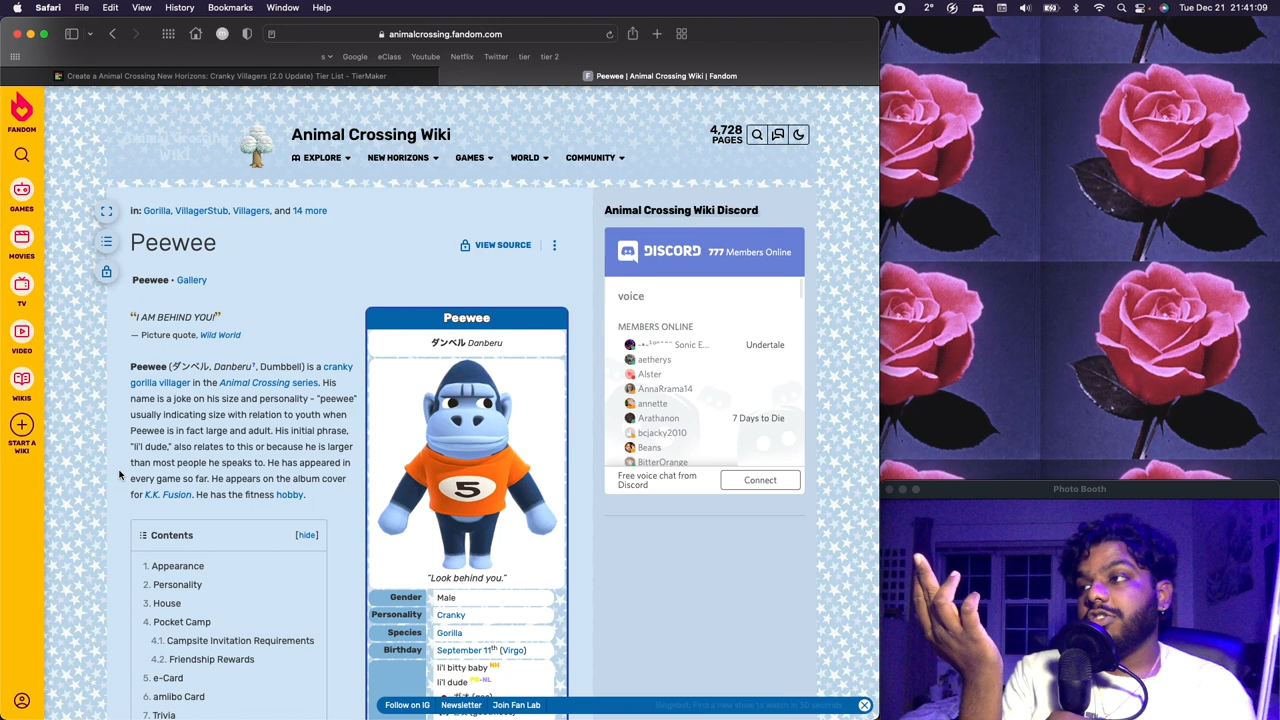 Safari File Edit View History Bookmarks Window Help
Tue Dec 21 21:41:09
animalcrossing.fandom.com
s Google eClass Youtube Netflix Twitter tier tier 2
Create a Animal Crossing New Horizons: Cranky Villagers (2.0 Update) Tier List - TierMaker
Peewee | Animal Crossing Wiki | Fandom
FANDOM
GAMES
MOVIES
TV
VIDEO
WIKIS
START A
WIKI
Animal Crossing Wiki
EXPLORE NEW HORIZONS GAMES WORLD COMMUNITY
4,728
PAGES
in: Gorilla, VillagerStub, Villagers, and 14 more
Peewee
VIEW SOURCE
Peewee • Gallery
“I AM BEHIND YOU!”
— Picture quote, Wild World
Peewee (ダンベル, Danberu?, Dumbbell) is a cranky
gorilla villager in the Animal Crossing series. His
name is a joke on his size and personality - "peewee"
usually indicating size with relation to youth when
Peewee is in fact large and adult. His initial phrase,
"li'l dude," also relates to this or because he is larger
than most people he speaks to. He has appeared in
every game so far. He appears on the album cover
for K.K. Fusion. He has the fitness hobby.
Contents [hide]
1. Appearance
2. Personality
3. House
4. Pocket Camp
4.1. Campsite Invitation Requirements
4.2. Friendship Rewards
5. e-Card
6. amiibo Card
Trivia
Peewee
ダンベル Danberu
5
"Look behind you."
Gender Male
Personality Cranky
Species Gorilla
Birthday September 11th (Virgo)
li'l bitty baby NH
li'l dude PG-NL
Animal Crossing Wiki Discord
DISCORD 777 Members Online
voice
MEMBERS ONLINE
Sonic E... Undertale
aetherys
Alster
AnnaRrama14
annette
Arathanon 7 Days to Die
bcjacky2010
Beans
BitterOrange
Free voice chat from
Discord
Connect
Follow on IG Newsletter Join Fan Lab
Photo Booth